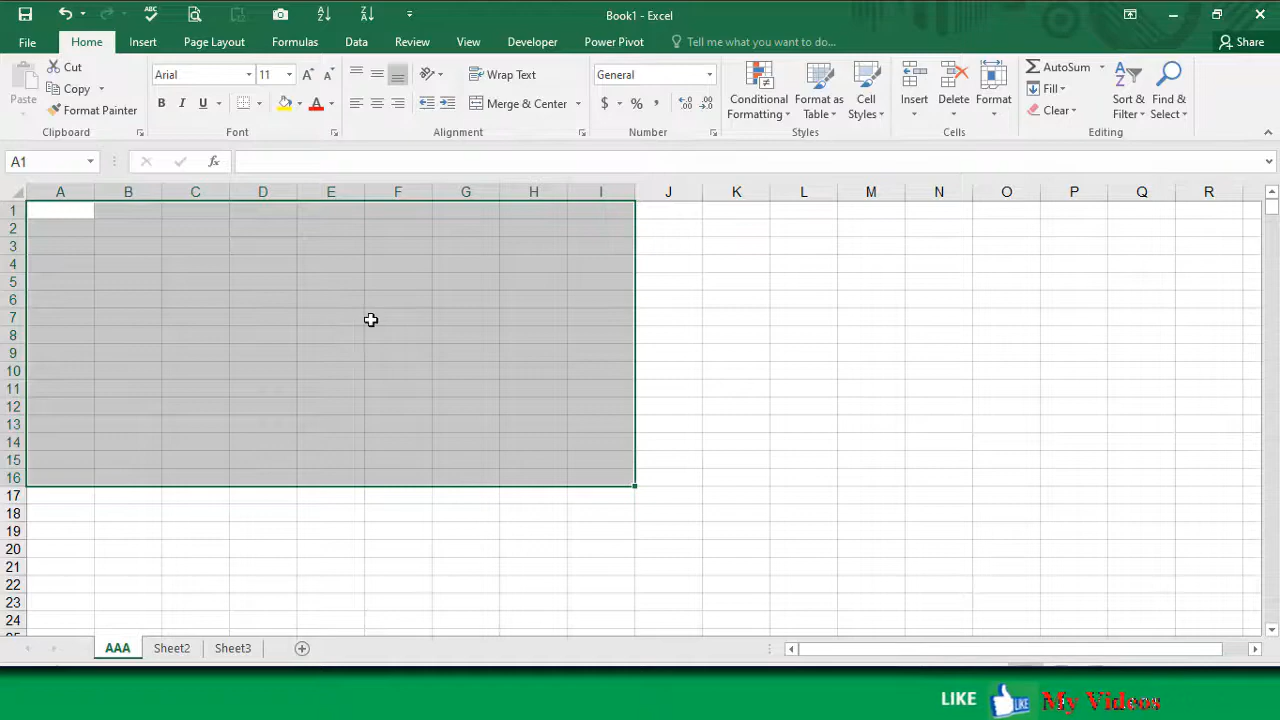 Book1 - Excel
File Home Insert Page Layout Formulas Data Review View Developer Power Pivot Tell me what you want to do... Share
Paste
Cut
Copy
Format Painter
Clipboard
Arial 11
B I U
Font
Wrap Text
Merge & Center
Alignment
General
$ % ,
Number
Conditional Formatting
Format as Table
Cell Styles
Styles
Insert Delete Format
Cells
AutoSum
Fill
Clear
Sort & Filter
Find & Select
Editing
A1 fx
A B C D E F G H I J K L M N O P Q R
1
2
3
4
5
6
7
8
9
10
11
12
13
14
15
16
17
18
19
20
21
22
23
24
AAA Sheet2 Sheet3
LIKE LIKE My Videos